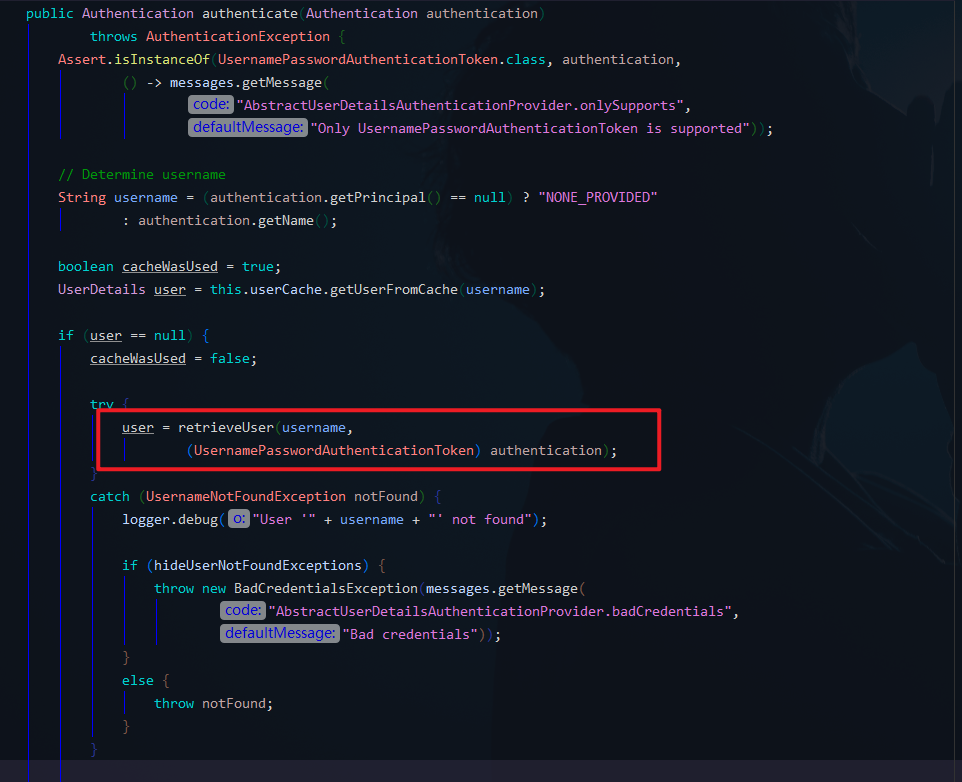 public Authentication authenticate(Authentication authentication)
throws AuthenticationException {
Assert.isInstanceOf(UsernamePasswordAuthenticationToken.class, authentication,
() -> messages.getMessage(
code: "AbstractUserDetailsAuthenticationProvider.onlySupports",
defaultMessage: "Only UsernamePasswordAuthenticationToken is supported"));
// Determine username
String username = (authentication.getPrincipal() == null) ? "NONE_PROVIDED"
: authentication.getName();
boolean cacheWasUsed = true;
UserDetails user = this.userCache.getUserFromCache(username);
if (user == null) {
cacheWasUsed = false;
try {
user = retrieveUser(username,
(UsernamePasswordAuthenticationToken) authentication);
}
catch (UsernameNotFoundException notFound) {
logger.debug( o: "User '" + username + "' not found");
if (hideUserNotFoundExceptions) {
throw new BadCredentialsException(messages.getMessage(
code: "AbstractUserDetailsAuthenticationProvider.badCredentials",
defaultMessage: "Bad credentials"));
}
else {
throw notFound;
}
}